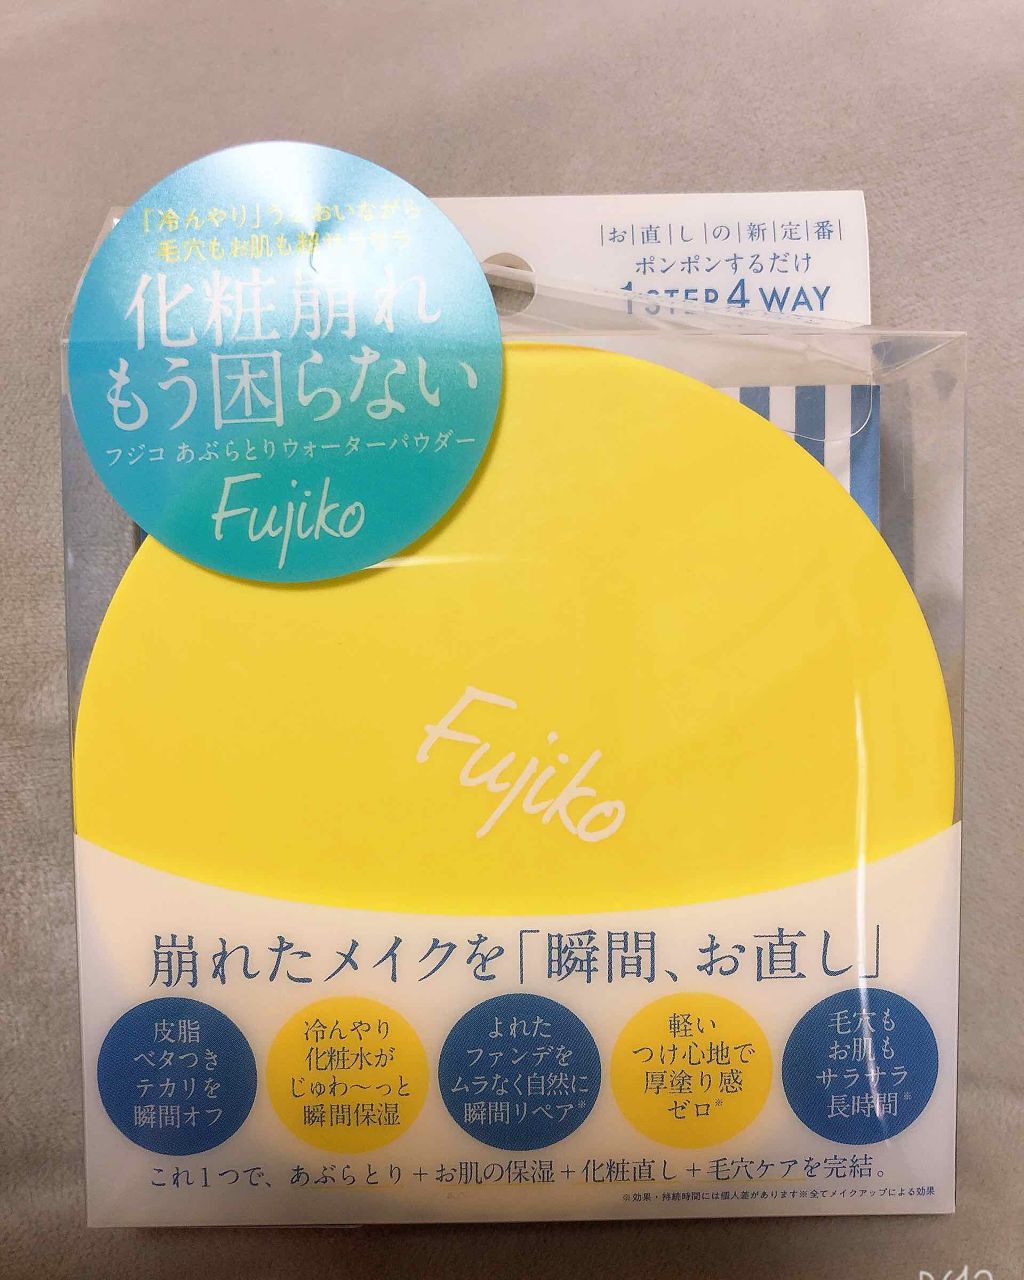 「冷んやり」うるおいながら
毛穴もお肌も超サラサラ
化粧崩れ
もう困らない
フジコ あぶらとりウォーターパウダー
Fujiko
お直しの新定番
ポンポンするだけ
1 STEP 4 WAY
Fujiko
崩れたメイクを「瞬間、お直し」
皮脂
ベタつき
テカリを
瞬間オフ
冷んやり
化粧水が
じゅわ〜っと
瞬間保湿
よれた
ファンデを
ムラなく自然に
瞬間リペア※
軽い
つけ心地で
厚塗り感
ゼロ※
毛穴も
お肌も
サラサラ
長時間※
これ1つで、あぶらとり+お肌の保湿+化粧直し+毛穴ケアを完結。
※効果・持続時間には個人差があります※全てメイクアップによる効果